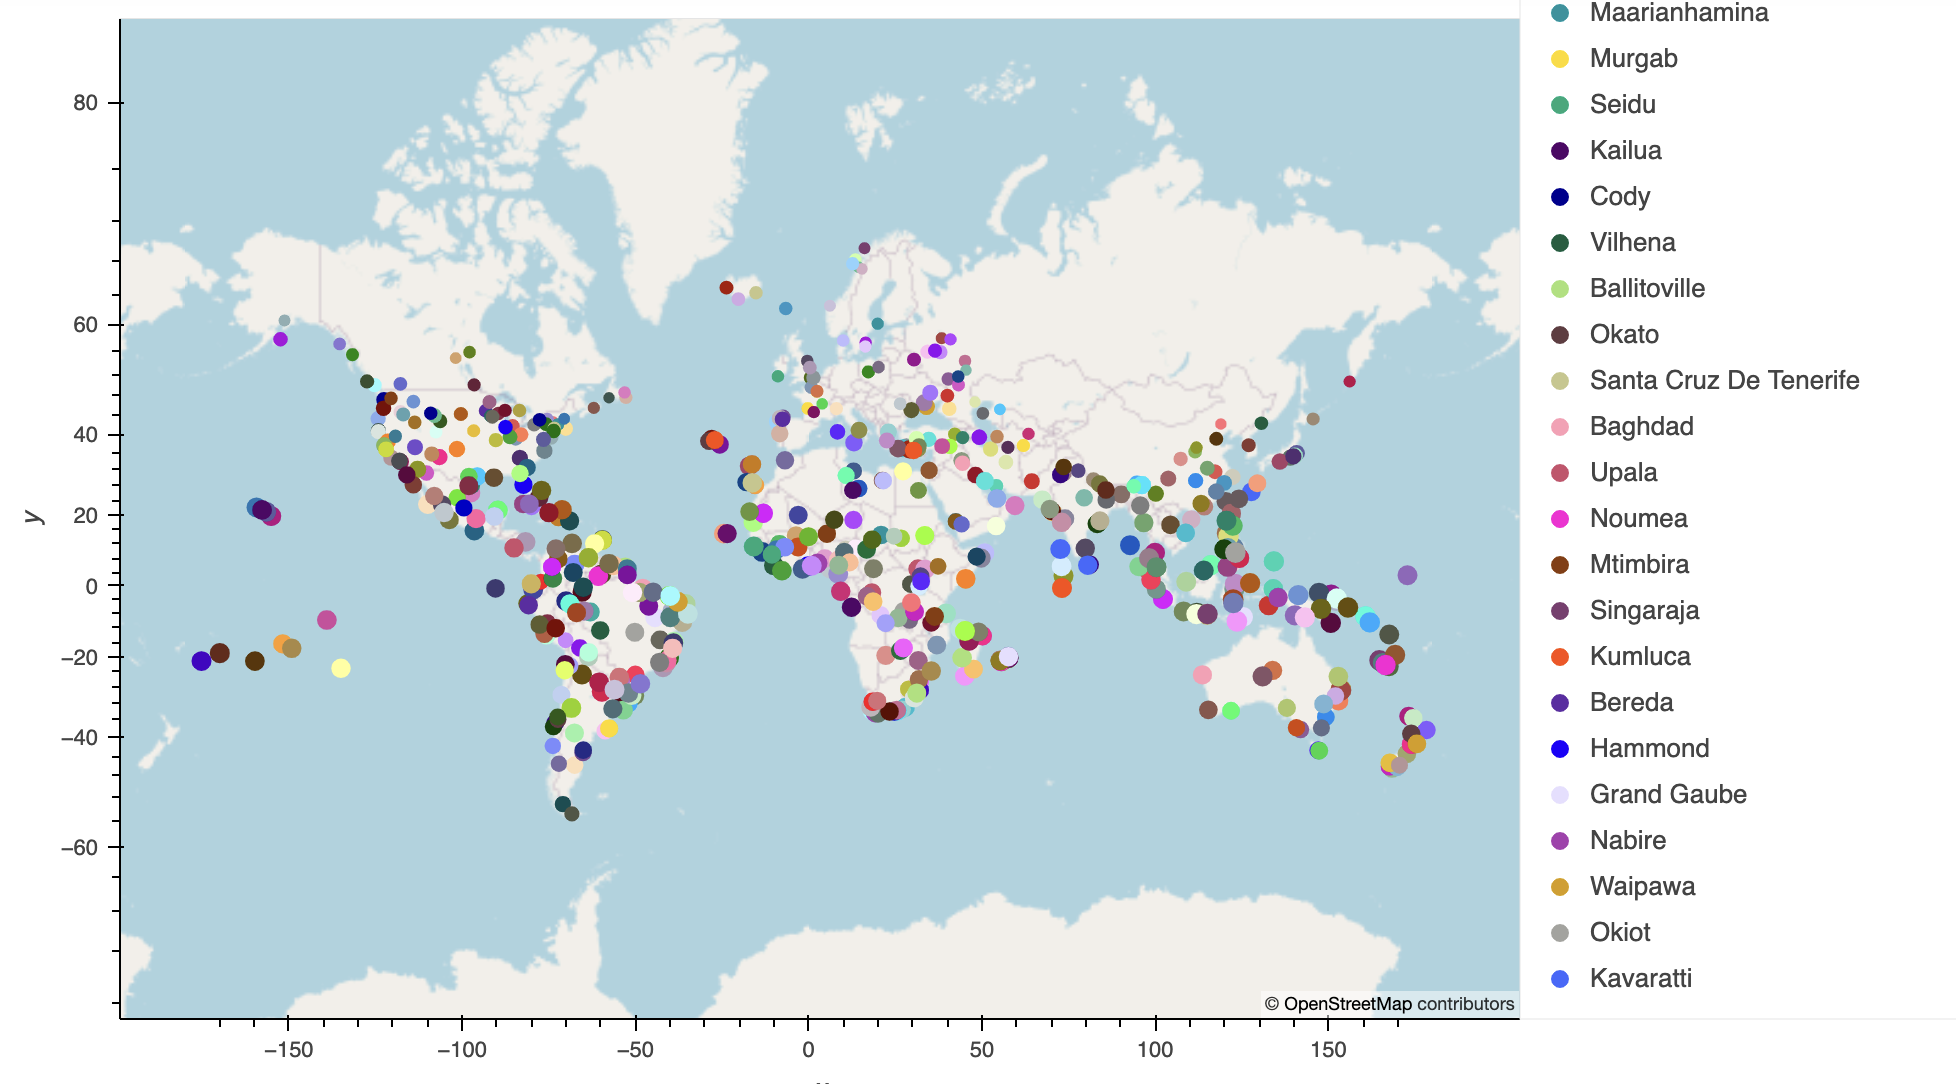 Maarianhamina
Murgab
Seidu
Kailua
Cody
Vilhena
Ballitoville
Okato
Santa Cruz De Tenerife
Baghdad
Upala
Noumea
Mtimbira
Singaraja
Kumluca
Bereda
Hammond
Grand Gaube
Nabire
Waipawa
Okiot
Kavaratti
80
60
40
20
0
−20
−40
−60
y
© OpenStreetMap contributors
−150 −100 −50 0 50 100 150